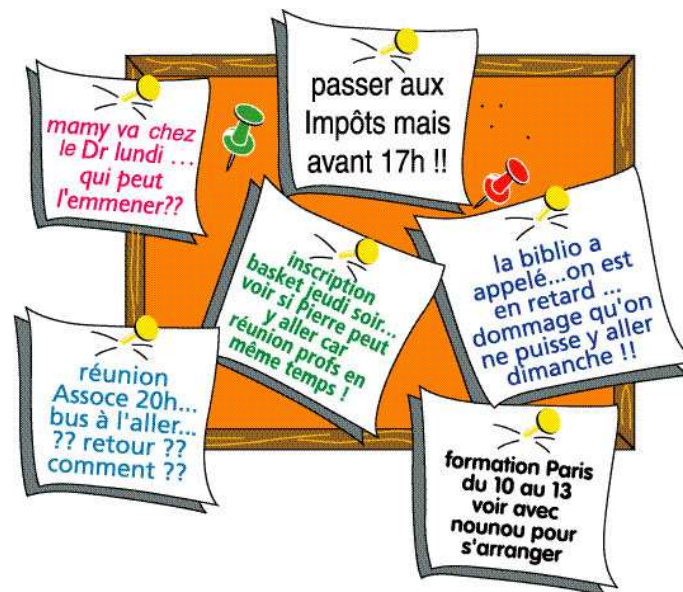 mamy va chez
le Dr lundi ...
qui peut
l'emmener??
passer aux
Impôts mais
avant 17h !!
inscription
basket jeudi soir...
voir si Pierre peut
y aller car
réunion profs en
même temps !
la biblio a
appelé...on est
en retard ...
dommage qu'on
ne puisse y aller
dimanche !!
réunion
Assoce 20h...
bus à l'aller...
?? retour ??
comment ??
formation Paris
du 10 au 13
voir avec
nounou pour
s'arranger